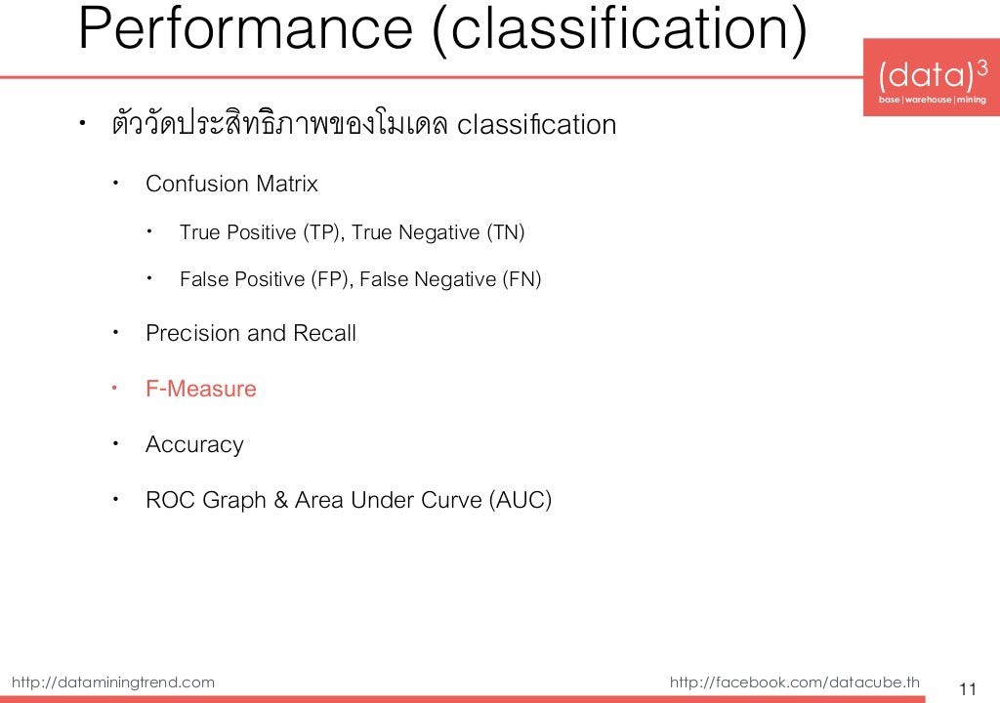 Performance (classification)
(data)3
base|warehouse|mining
• ตัววัดประสิทธิภาพของโมเดล classification
• Confusion Matrix
• True Positive (TP), True Negative (TN)
• False Positive (FP), False Negative (FN)
• Precision and Recall
• F-Measure
• Accuracy
• ROC Graph & Area Under Curve (AUC)
http://dataminingtrend.com
http://facebook.com/datacube.th
11